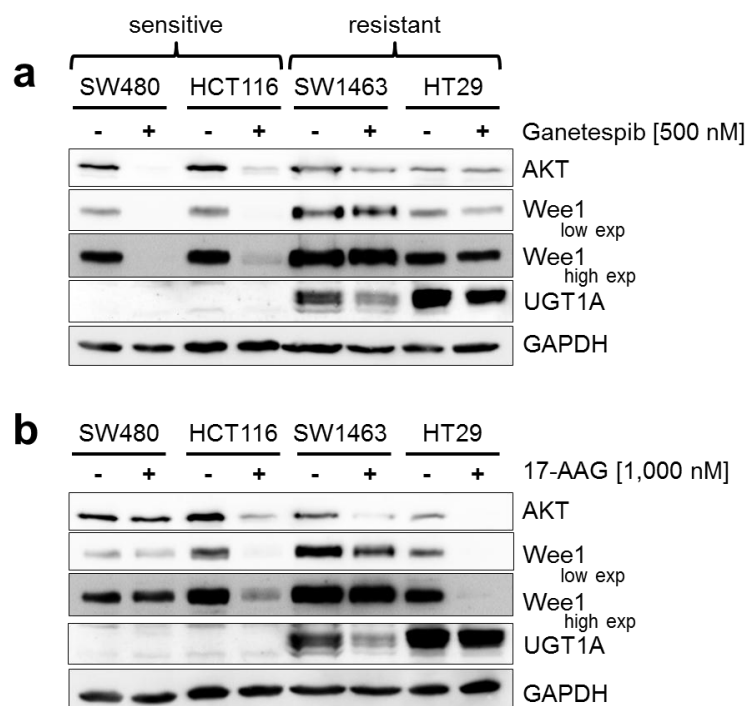 sensitive resistant
a
SW480 HCT116 SW1463 HT29
- + - + - + - + Ganetespib [500 nM]
AKT
Wee1
low exp
Wee1
high exp
UGT1A
GAPDH
b
SW480 HCT116 SW1463 HT29
- + - + - + - + 17-AAG [1,000 nM]
AKT
Wee1
low exp
Wee1
high exp
UGT1A
GAPDH